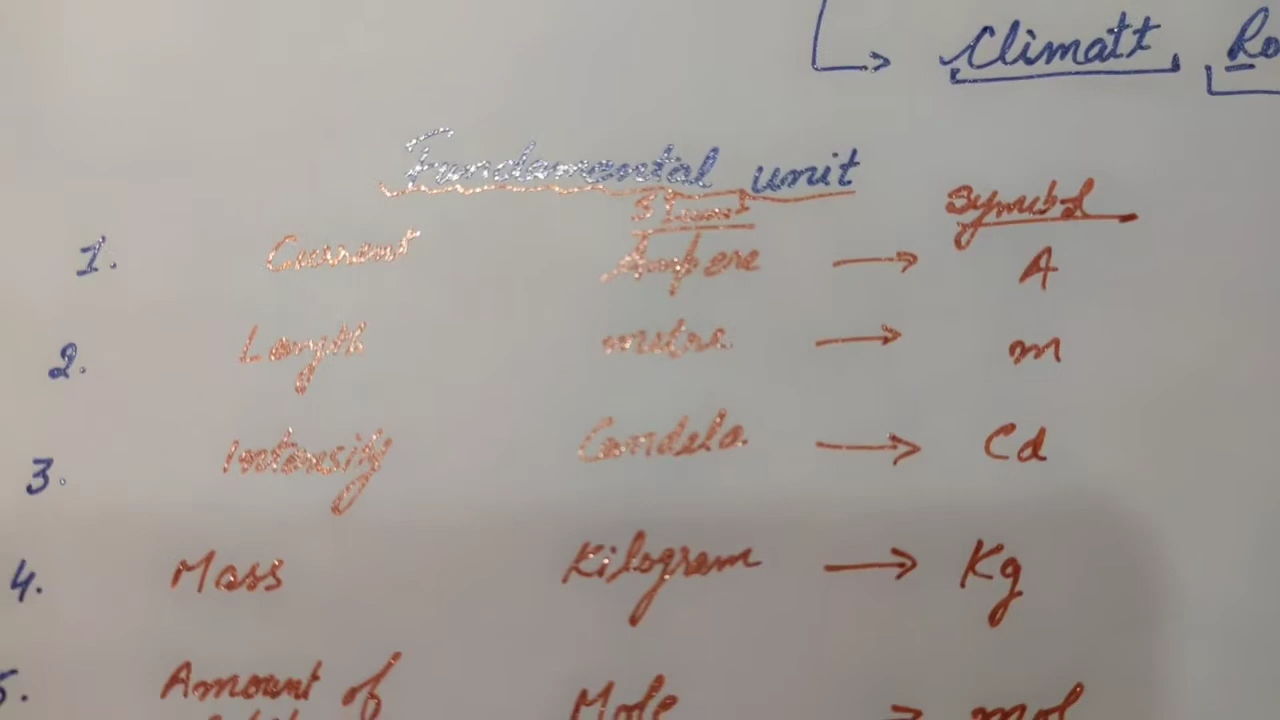 Climatt
Fundamental unit
SI unit Symbol
1. Current Ampere → A
2. Length metre → m
3. Intensity Candela → Cd
4. Mass Kilogram → Kg
5. Amount of Mole → mol